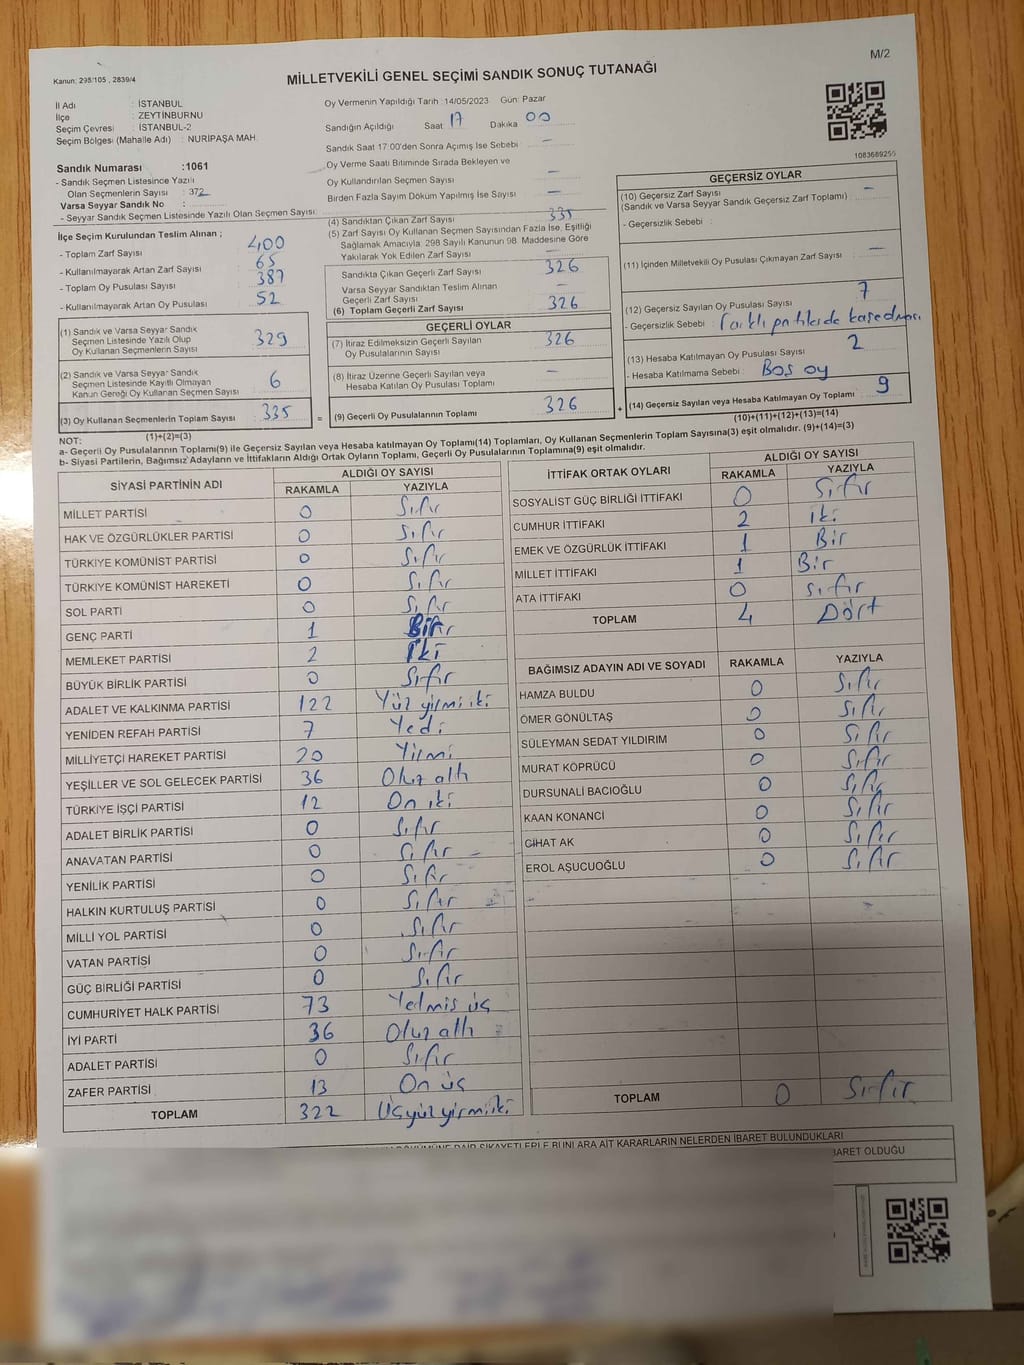 M/2
Kanun: 298/105 , 2839/4
MİLLETVEKİLİ GENEL SEÇİMİ SANDIK SONUÇ TUTANAĞI
İl Adı : İSTANBUL
İlçe : ZEYTİNBURNU
Seçim Çevresi : İSTANBUL-2
Seçim Bölgesi (Mahalle Adı) : NURİPAŞA MAH.
Sandık Numarası :1061
- Sandık Seçmen Listesinde Yazılı
Olan Seçmenlerin Sayısı : 372
Varsa Seyyar Sandık No :
- Seyyar Sandık Seçmen Listesinde Yazılı Olan Seçmen Sayısı:
Oy Vermenin Yapıldığı Tarih :14/05/2023 Gün: Pazar
Sandığın Açıldığı Saat 17 Dakika 00
Sandık Saat 17:00'den Sonra Açımış İse Sebebi —
Oy Verme Saati Bitiminde Sırada Bekleyen ve
Oy Kullandırılan Seçmen Sayısı —
Birden Fazla Sayım Döküm Yapılmış İse Sayısı —
1083689255
İlçe Seçim Kurulundan Teslim Alınan ;
- Toplam Zarf Sayısı 400
- Kullanılmayarak Artan Zarf Sayısı 65
- Toplam Oy Pusulası Sayısı 387
- Kullanılmayarak Artan Oy Pusulası 52
(1) Sandık ve Varsa Seyyar Sandık
Seçmen Listesinde Yazılı Olup
Oy Kullanan Seçmenlerin Sayısı 329
(2) Sandık ve Varsa Seyyar Sandık
Seçmen Listesinde Kayıtlı Olmayan
Kanun Gereği Oy Kullanan Seçmen Sayısı 6
(3) Oy Kullanan Seçmenlerin Toplam Sayısı 335 =
(1)+(2)=(3)
(4) Sandıktan Çıkan Zarf Sayısı 335
(5) Zarf Sayısı Oy Kullanan Seçmen Sayısından Fazla İse, Eşitliği
Sağlamak Amacıyla, 298 Sayılı Kanunun 98. Maddesine Göre
Yakılarak Yok Edilen Zarf Sayısı —
Sandıkta Çıkan Geçerli Zarf Sayısı 326
Varsa Seyyar Sandıktan Teslim Alınan
Geçerli Zarf Sayısı —
(6) Toplam Geçerli Zarf Sayısı 326
GEÇERLİ OYLAR
(7) İtiraz Edilmeksizin Geçerli Sayılan
Oy Pusulalarının Sayısı 326
(8) İtiraz Üzerine Geçerli Sayılan veya
Hesaba Katılan Oy Pusulası Toplamı —
(9) Geçerli Oy Pusulalarının Toplamı 326 +
GEÇERSİZ OYLAR
(10) Geçersiz Zarf Sayısı —
(Sandık ve Varsa Seyyar Sandık Geçersiz Zarf Toplamı)
- Geçersizlik Sebebi :
(11) İçinden Milletvekili Oy Pusulası Çıkmayan Zarf Sayısı —
(12) Geçersiz Sayılan Oy Pusulası Sayısı 7
- Geçersizlik Sebebi : Farklı partilerde kaşe
(13) Hesaba Katılmayan Oy Pusulası Sayısı 2
- Hesaba Katılmama Sebebi : Boş oy
(14) Geçersiz Sayılan veya Hesaba Katılmayan Oy Toplamı 9
(10)+(11)+(12)+(13)=(14)
NOT:
a- Geçerli Oy Pusulalarının Toplamı(9) ile Geçersiz Sayılan veya Hesaba katılmayan Oy Toplamı(14) Toplamları, Oy Kullanan Seçmenlerin Toplam Sayısına(3) eşit olmalıdır. (9)+(14)=(3)
b- Siyasi Partilerin, Bağımsız Adayların ve İttifakların Aldığı Ortak Oyların Toplamı, Geçerli Oy Pusulalarının Toplamına(9) eşit olmalıdır.
SİYASİ PARTİNİN ADI ALDIĞI OY SAYISI
RAKAMLA YAZIYLA
MİLLET PARTİSİ 0 Sıfır
HAK VE ÖZGÜRLÜKLER PARTİSİ 0 Sıfır
TÜRKİYE KOMÜNİST PARTİSİ 0 Sıfır
TÜRKİYE KOMÜNİST HAREKETİ 0 Sıfır
SOL PARTİ 0 Sıfır
GENÇ PARTİ 1 Bir
MEMLEKET PARTİSİ 2 İki
BÜYÜK BİRLİK PARTİSİ 0 Sıfır
ADALET VE KALKINMA PARTİSİ 122 Yüz yirmi iki
YENİDEN REFAH PARTİSİ 7 Yedi
MİLLİYETÇİ HAREKET PARTİSİ 20 Yirmi
YEŞİLLER VE SOL GELECEK PARTİSİ 36 Otuz altı
TÜRKİYE İŞÇİ PARTİSİ 12 On iki
ADALET BİRLİK PARTİSİ 0 Sıfır
ANAVATAN PARTİSİ 0 Sıfır
YENİLİK PARTİSİ 0 Sıfır
HALKIN KURTULUŞ PARTİSİ 0 Sıfır
MİLLİ YOL PARTİSİ 0 Sıfır
VATAN PARTİSİ 0 Sıfır
GÜÇ BİRLİĞİ PARTİSİ 0 Sıfır
CUMHURİYET HALK PARTİSİ 73 Yetmiş üç
İYİ PARTİ 36 Otuz altı
ADALET PARTİSİ 0 Sıfır
ZAFER PARTİSİ 13 On üç
TOPLAM 322 Üçyüz yirmi iki
İTTİFAK ORTAK OYLARI ALDIĞI OY SAYISI
RAKAMLA YAZIYLA
SOSYALİST GÜÇ BİRLİĞİ İTTİFAKI 0 Sıfır
CUMHUR İTTİFAKI 2 iki
EMEK VE ÖZGÜRLÜK İTTİFAKI 1 Bir
MİLLET İTTİFAKI 1 Bir
ATA İTTİFAKI 0 Sıfır
TOPLAM 4 Dört
BAĞIMSIZ ADAYIN ADI VE SOYADI RAKAMLA YAZIYLA
HAMZA BULDU 0 Sıfır
ÖMER GÖNÜLTAŞ 0 Sıfır
SÜLEYMAN SEDAT YILDIRIM 0 Sıfır
MURAT KÖPRÜCÜ 0 Sıfır
DURSUNALİ BACIOĞLU 0 Sıfır
KAAN KONANCİ 0 Sıfır
CİHAT AK 0 Sıfır
EROL AŞUCUOĞLU 0 Sıfır
TOPLAM 0 Sıfır
DÖKÜMÜNE DAİR ŞİKAYETLERLE BUNLARA AİT KARARLARIN NELERDEN İBARET BULUNDUKLARI
İBARET OLDUĞU